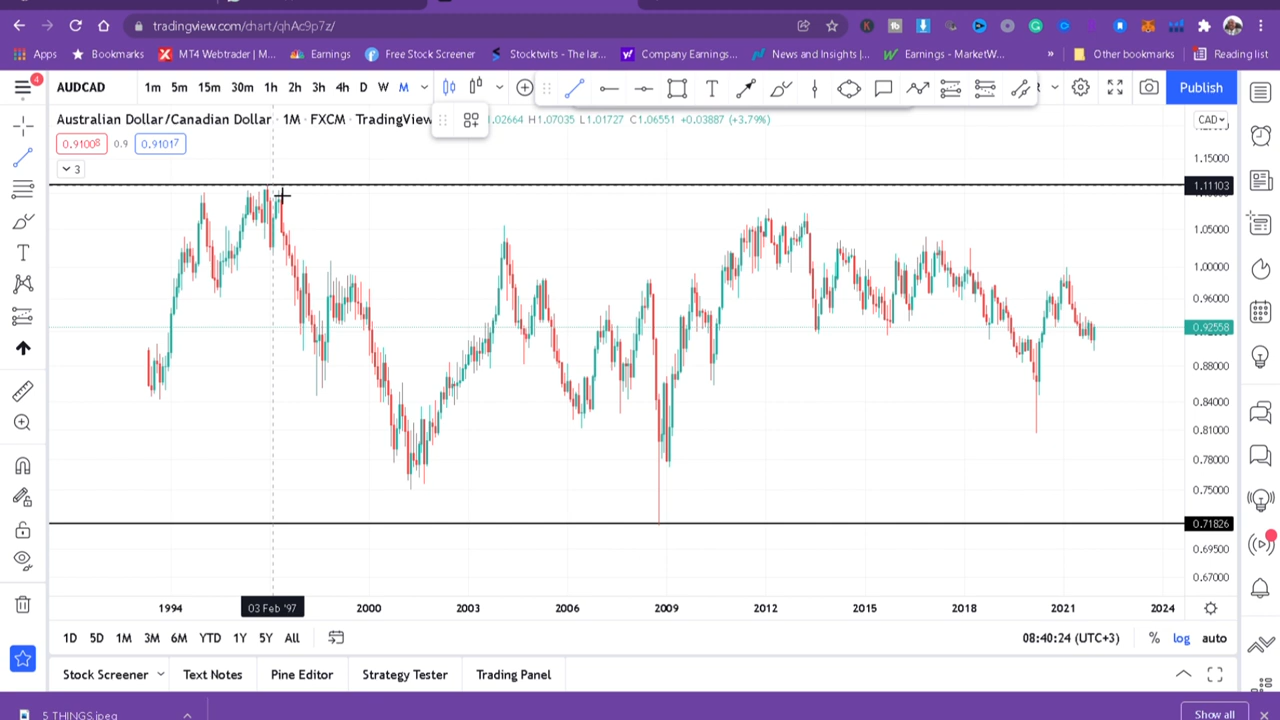 tradingview.com/chart/qhAc9p7z/
Apps Bookmarks MT4 Webtrader | M... Earnings Free Stock Screener Stocktwits - The lar... Company Earnings... News and Insights |... Earnings - MarketW... » Other bookmarks Reading list
4 AUDCAD 1m 5m 15m 30m 1h 2h 3h 4h D W M Publish
Australian Dollar/Canadian Dollar · 1M · FXCM · TradingView 1.02664 H1.07035 L1.01727 C1.06551 +0.03887 (+3.79%) CAD
0.91008 0.9 0.91017
3
1.15000
1.11103
1.05000
1.00000
0.96000
0.92558
0.88000
0.84000
0.81000
0.78000
0.75000
0.71826
0.69500
0.67000
1994 03 Feb '97 2000 2003 2006 2009 2012 2015 2018 2021 2024
1D 5D 1M 3M 6M YTD 1Y 5Y All 08:40:24 (UTC+3) % log auto
Stock Screener Text Notes Pine Editor Strategy Tester Trading Panel
5 THINGS.jpeg Show all